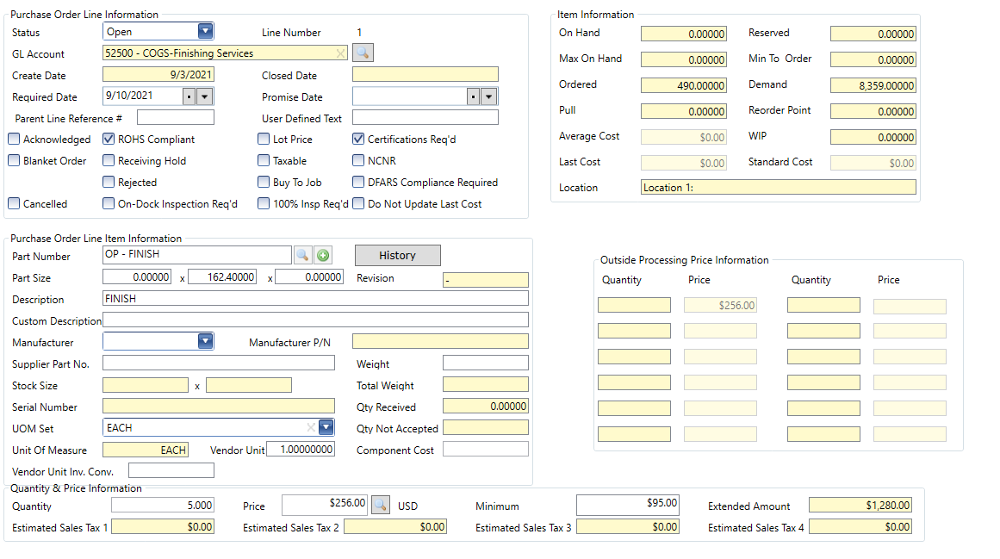 Purchase Order Line Information
Status Open Line Number 1
GL Account 52500 - COGS-Finishing Services
Create Date 9/3/2021 Closed Date
Required Date 9/10/2021 Promise Date
Parent Line Reference # User Defined Text
Acknowledged ROHS Compliant Lot Price Certifications Req'd
Blanket Order Receiving Hold Taxable NCNR
Rejected Buy To Job DFARS Compliance Required
Cancelled On-Dock Inspection Req'd 100% Insp Req'd Do Not Update Last Cost
Item Information
On Hand 0.00000 Reserved 0.00000
Max On Hand 0.00000 Min To Order 0.00000
Ordered 490.00000 Demand 8,359.00000
Pull 0.00000 Reorder Point 0.00000
Average Cost $0.00 WIP 0.00000
Last Cost $0.00 Standard Cost $0.00
Location Location 1:
Purchase Order Line Item Information
Part Number OP - FINISH History
Part Size 0.00000 x 162.40000 x 0.00000 Revision -
Description FINISH
Custom Description
Manufacturer Manufacturer P/N
Supplier Part No. Weight
Stock Size x Total Weight
Serial Number Qty Received 0.00000
UOM Set EACH Qty Not Accepted
Unit Of Measure EACH Vendor Unit 1.00000000 Component Cost
Vendor Unit Inv. Conv.
Outside Processing Price Information
Quantity Price Quantity Price
$256.00
Quantity & Price Information
Quantity 5.000 Price $256.00 USD Minimum $95.00 Extended Amount $1,280.00
Estimated Sales Tax 1 $0.00 Estimated Sales Tax 2 $0.00 Estimated Sales Tax 3 $0.00 Estimated Sales Tax 4 $0.00